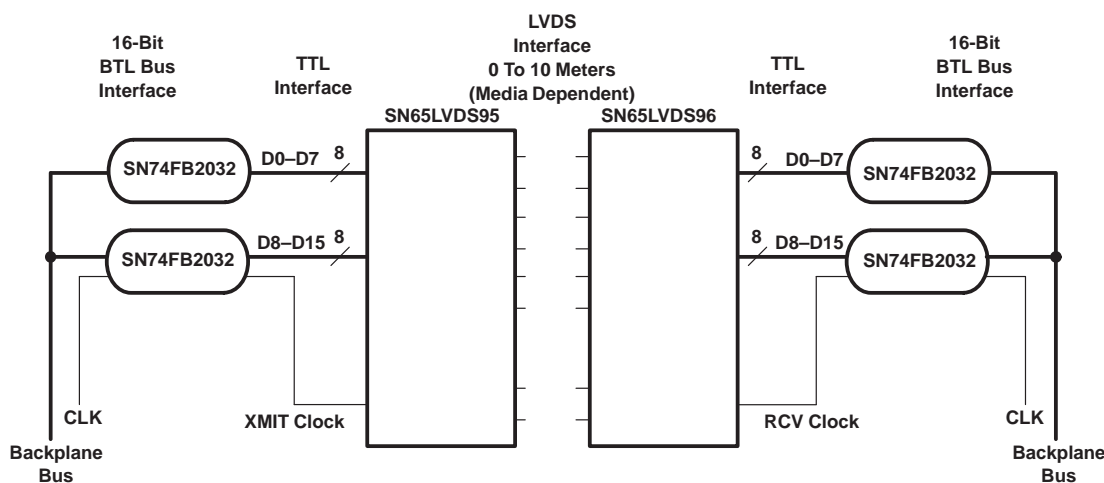 LVDS
Interface
0 To 10 Meters
(Media Dependent)
16-Bit
BTL Bus
Interface
TTL
Interface
TTL
Interface
16-Bit
BTL Bus
Interface
SN65LVDS95
SN65LVDS96
SN74FB2032
D0–D7
8
8
D0–D7
SN74FB2032
SN74FB2032
D8–D15
8
8
D8–D15
SN74FB2032
CLK
XMIT Clock
RCV Clock
CLK
Backplane
Bus
Backplane
Bus